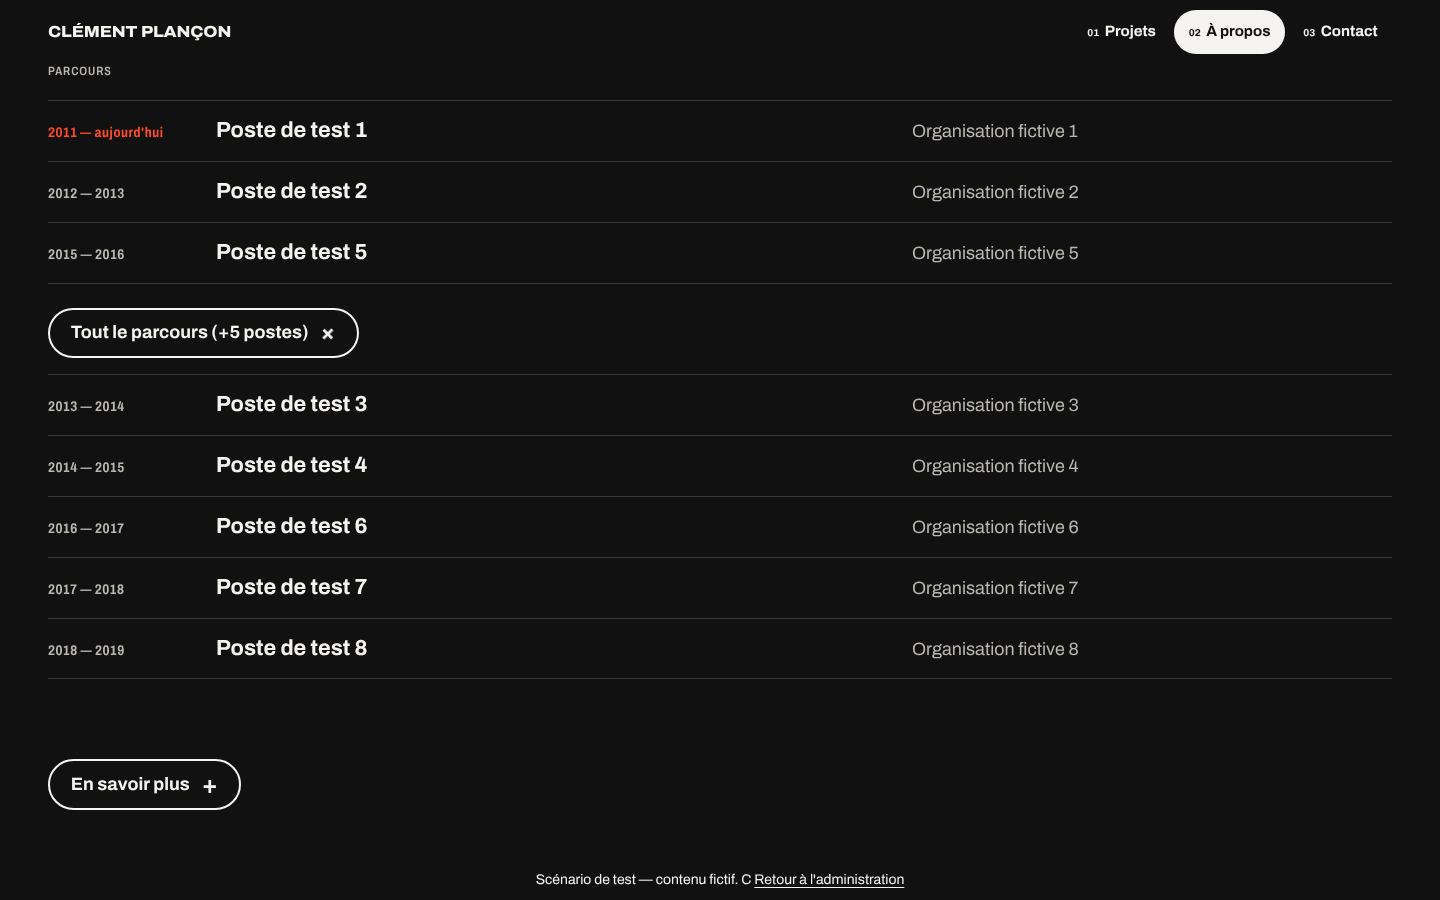 CLÉMENT PLANÇON
01 Projets
02 À propos
03 Contact
PARCOURS
2011 — aujourd'hui Poste de test 1 Organisation fictive 1
2012 — 2013 Poste de test 2 Organisation fictive 2
2015 — 2016 Poste de test 5 Organisation fictive 5
Tout le parcours (+5 postes) ×
2013 — 2014 Poste de test 3 Organisation fictive 3
2014 — 2015 Poste de test 4 Organisation fictive 4
2016 — 2017 Poste de test 6 Organisation fictive 6
2017 — 2018 Poste de test 7 Organisation fictive 7
2018 — 2019 Poste de test 8 Organisation fictive 8
En savoir plus +
Scénario de test — contenu fictif. C Retour à l'administration